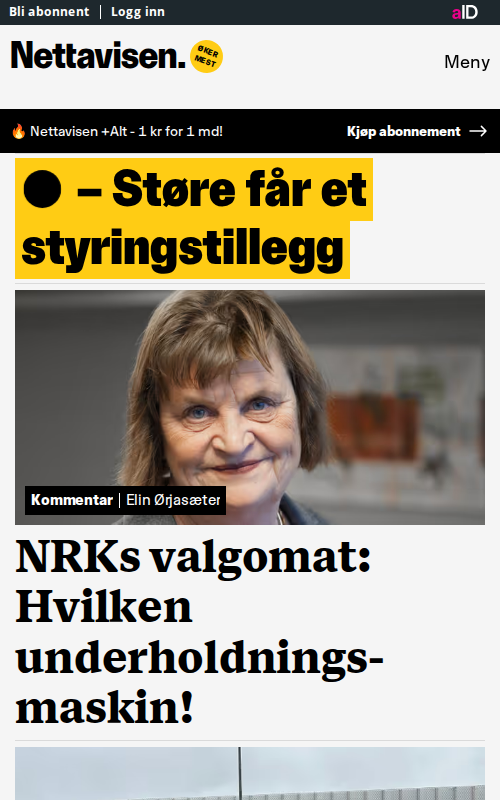 Bli abonnent | Logg inn
aID
Nettavisen.
ØKER
MEST
Meny
🔥 Nettavisen +Alt - 1 kr for 1 md!
Kjøp abonnement →
● – Støre får et
styringstillegg
Kommentar | Elin Ørjasæter
NRKs valgomat:
Hvilken
underholdnings-
maskin!